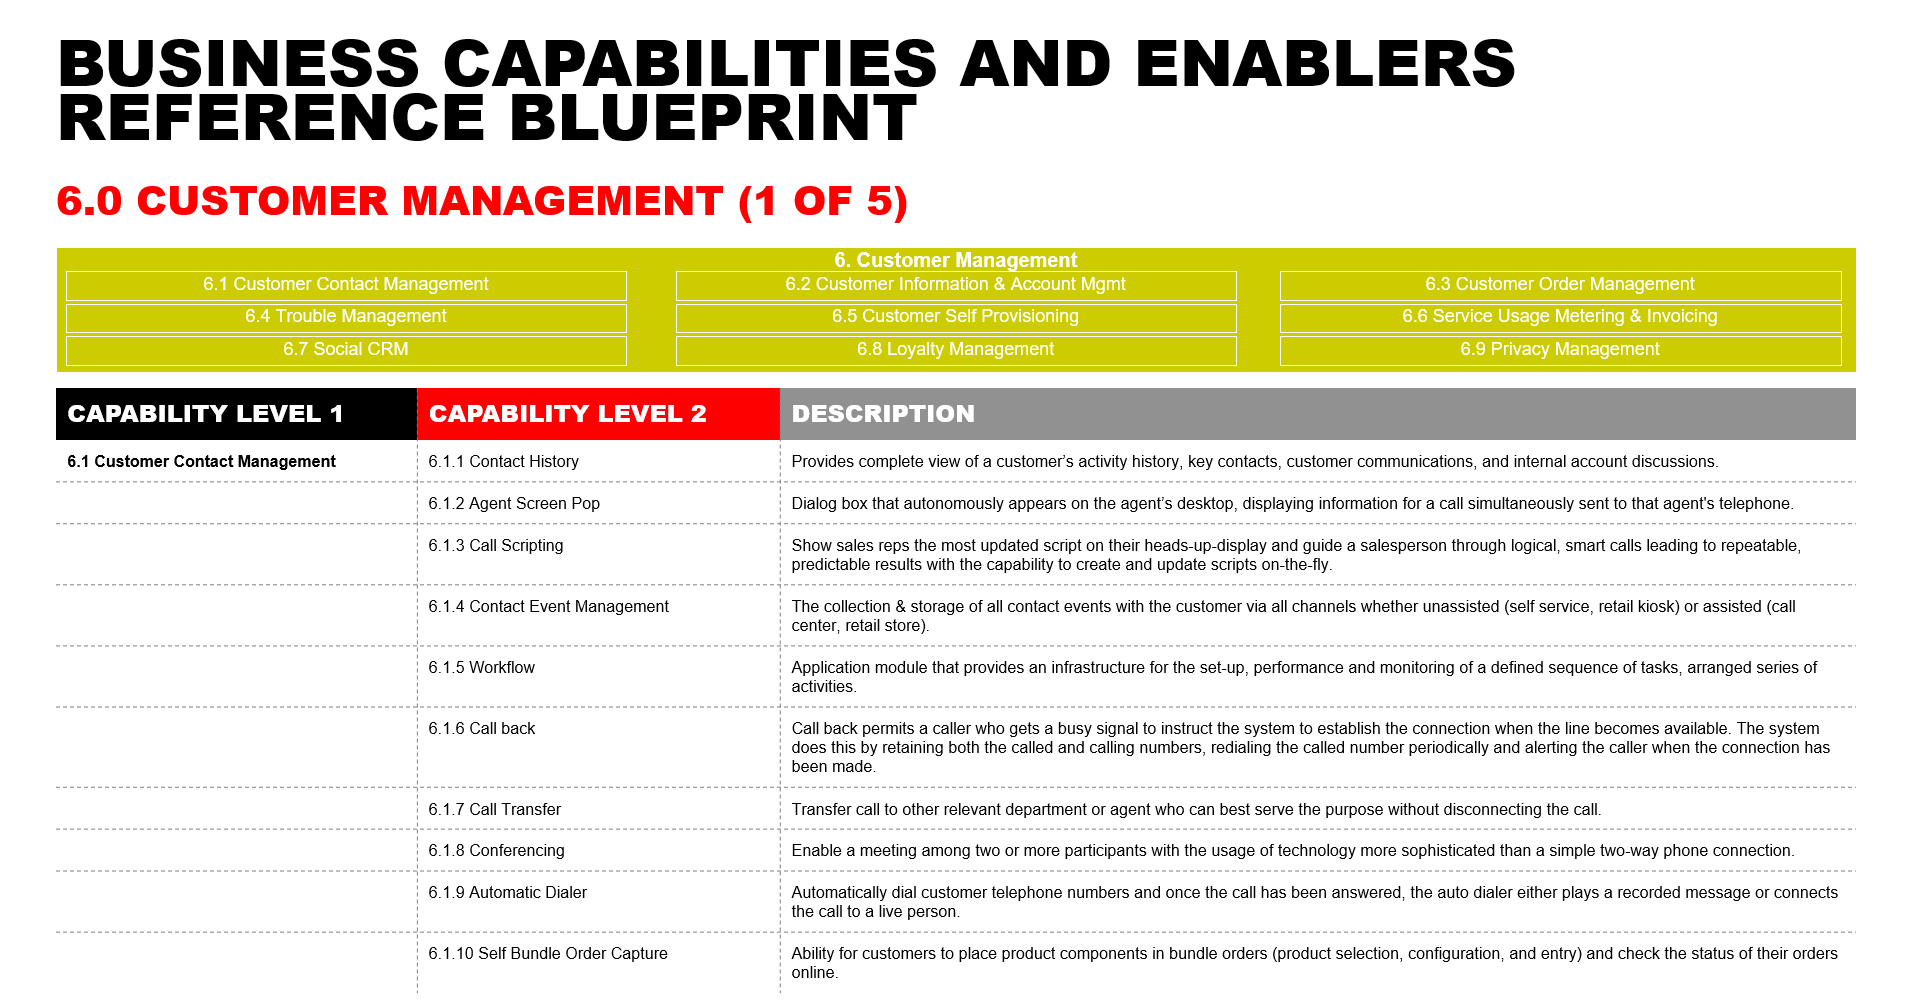 BUSINESS CAPABILITIES AND ENABLERS
REFERENCE BLUEPRINT
6.0 CUSTOMER MANAGEMENT (1 OF 5)
6. Customer Management
6.1 Customer Contact Management
6.2 Customer Information & Account Mgmt
6.3 Customer Order Management
6.4 Trouble Management
6.5 Customer Self Provisioning
6.6 Service Usage Metering & Invoicing
6.7 Social CRM
6.8 Loyalty Management
6.9 Privacy Management
CAPABILITY LEVEL 1
CAPABILITY LEVEL 2
DESCRIPTION
6.1 Customer Contact Management
6.1.1 Contact History
Provides complete view of a customer’s activity history, key contacts, customer communications, and internal account discussions.
6.1.2 Agent Screen Pop
Dialog box that autonomously appears on the agent’s desktop, displaying information for a call simultaneously sent to that agent's telephone.
6.1.3 Call Scripting
Show sales reps the most updated script on their heads-up-display and guide a salesperson through logical, smart calls leading to repeatable,
predictable results with the capability to create and update scripts on-the-fly.
6.1.4 Contact Event Management
The collection & storage of all contact events with the customer via all channels whether unassisted (self service, retail kiosk) or assisted (call
center, retail store).
6.1.5 Workflow
Application module that provides an infrastructure for the set-up, performance and monitoring of a defined sequence of tasks, arranged series of
activities.
6.1.6 Call back
Call back permits a caller who gets a busy signal to instruct the system to establish the connection when the line becomes available. The system
does this by retaining both the called and calling numbers, redialing the called number periodically and alerting the caller when the connection has
been made.
6.1.7 Call Transfer
Transfer call to other relevant department or agent who can best serve the purpose without disconnecting the call.
6.1.8 Conferencing
Enable a meeting among two or more participants with the usage of technology more sophisticated than a simple two-way phone connection.
6.1.9 Automatic Dialer
Automatically dial customer telephone numbers and once the call has been answered, the auto dialer either plays a recorded message or connects
the call to a live person.
6.1.10 Self Bundle Order Capture
Ability for customers to place product components in bundle orders (product selection, configuration, and entry) and check the status of their orders
online.